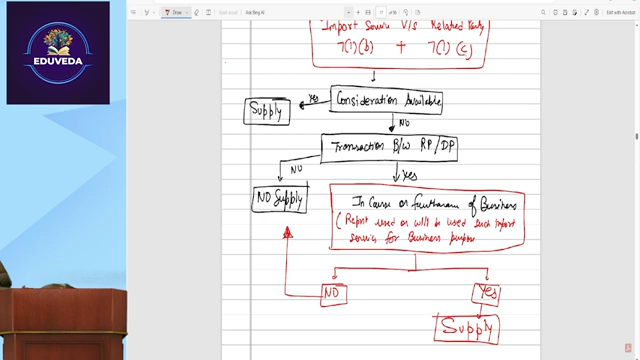 Import Service V/s Related Party
7(1)(b) + 7(1)(c)
Consideration Available
Yes
Supply
NO
Transaction B/w RP/DP
NO
Yes
NO Supply
In Course or Furtherance of Business
( Report used or will be used such import
service for Business purpose
NO
Yes
Supply
EDUVEDA